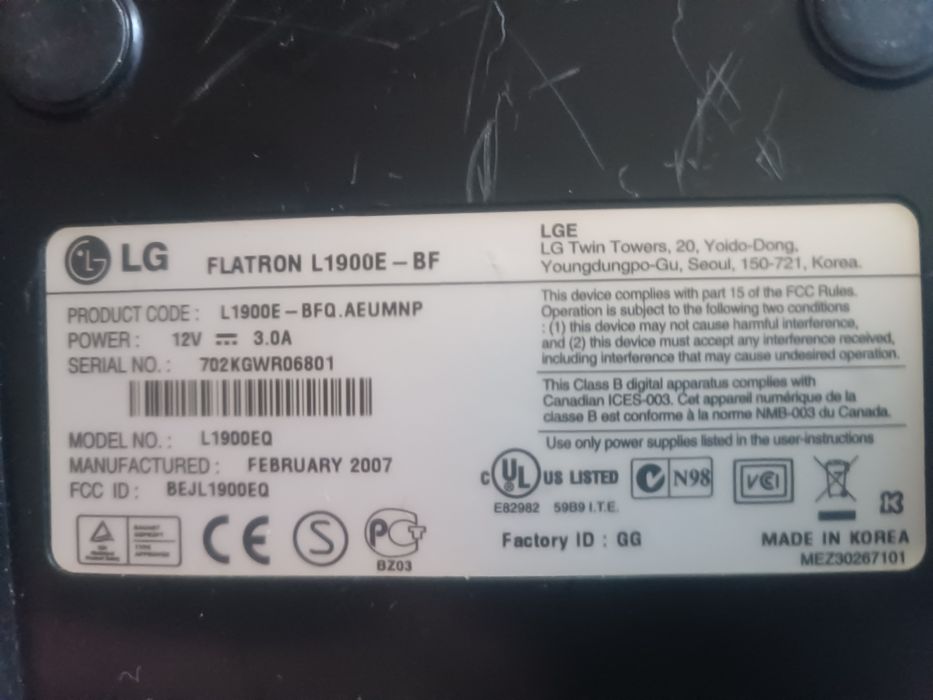 LG
FLATRON L1900E-BF
LGE
LG Twin Towers, 20, Yoido-Dong,
Youngdungpo-Gu, Seoul, 150-721, Korea.
PRODUCT CODE : L1900E-BFQ.AEUMNP
POWER : 12V 3.0A
SERIAL NO. : 702KGWR06801
MODEL NO. : L1900EQ
MANUFACTURED : FEBRUARY 2007
FCC ID : BEJL1900EQ
This device complies with part 15 of the FCC Rules.
Operation is subject to the following two conditions
: (1) this device may not cause harmful interference,
and (2) this device must accept any interference received,
including interference that may cause undesired operation.
This Class B digital apparatus complies with
Canadian ICES-003. Cet appareil numérique de la
classe B est conforme à la norme NMB-003 du Canada.
Use only power supplies listed in the user-instructions
C UL US LISTED
N98
VCI
E82982 59B9 I.T.E.
TYPE
APPROVED
CE
S
PCT
BZ03
Factory ID : GG
MADE IN KOREA
MEZ30267101